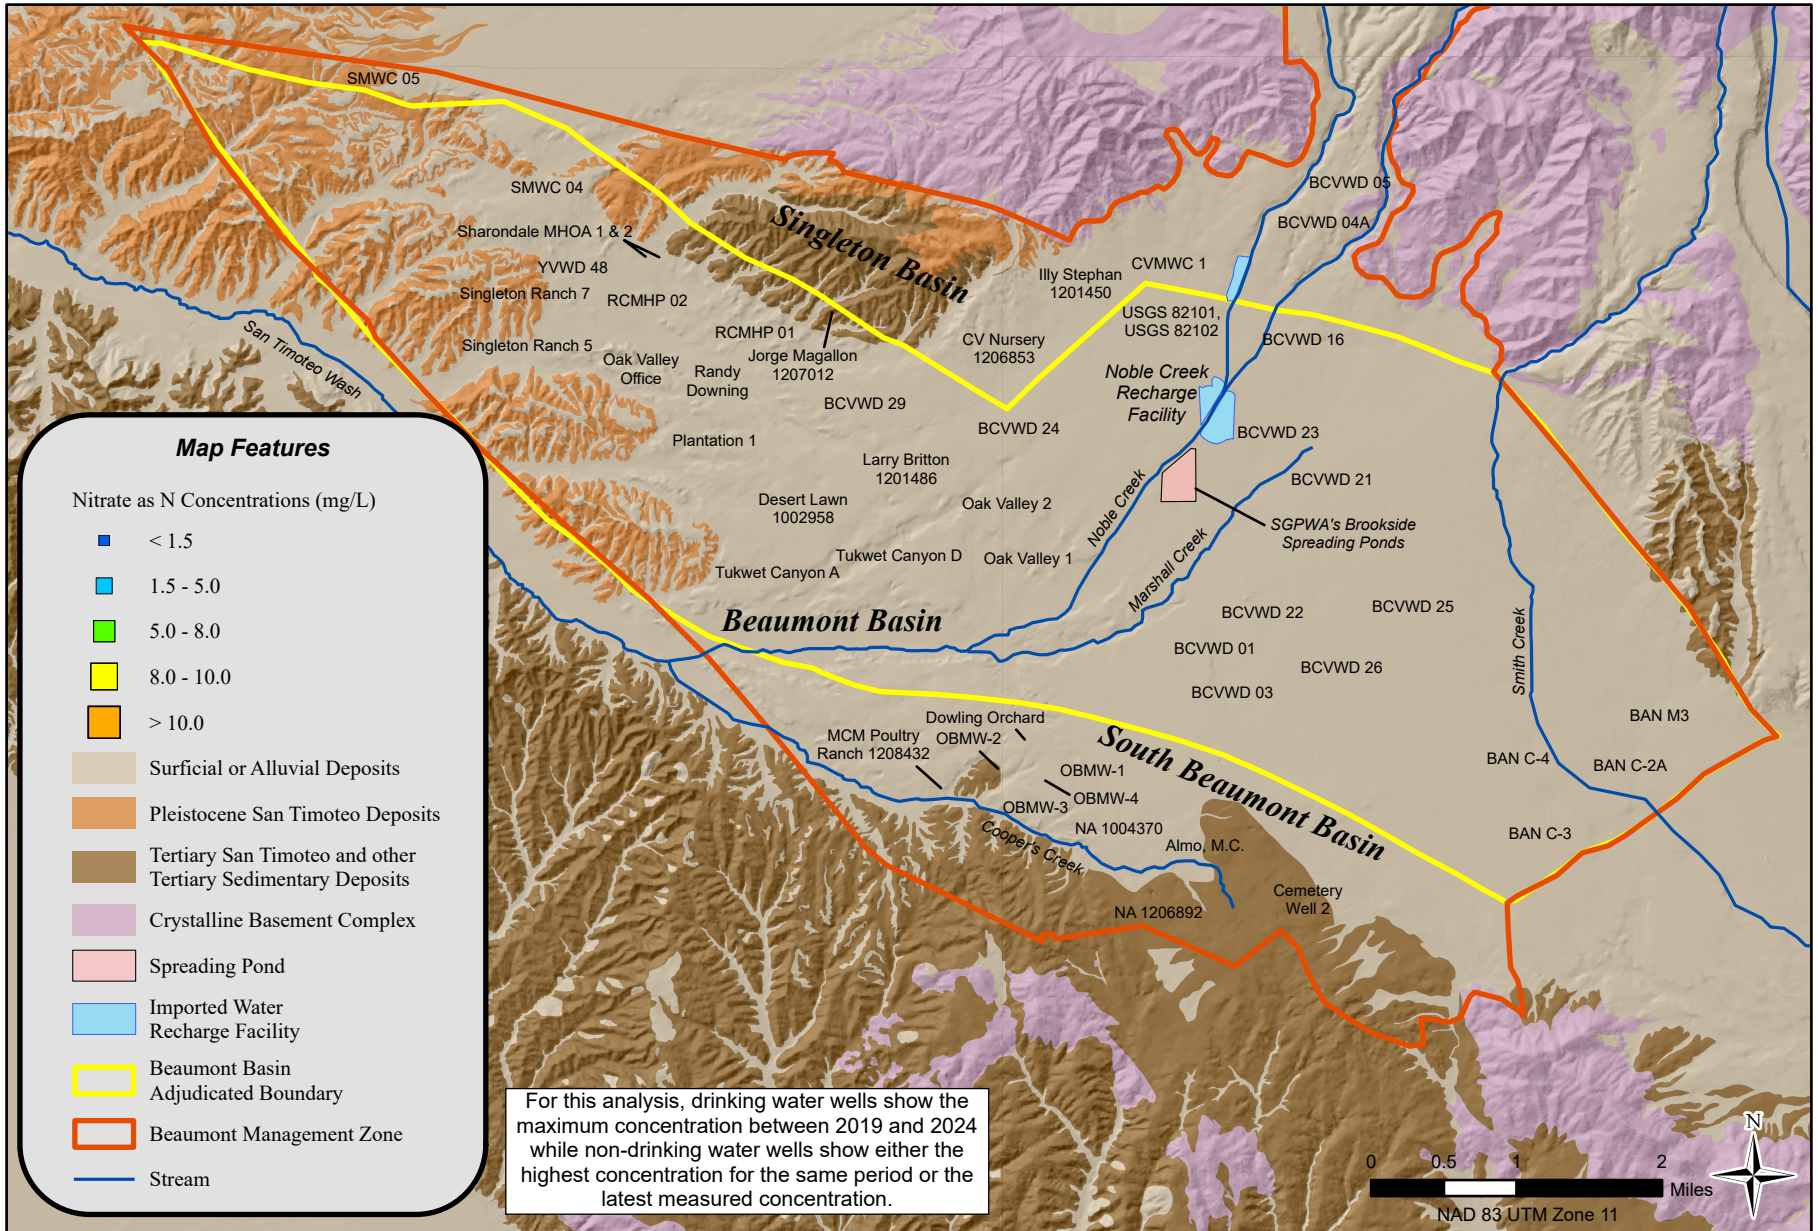 SMWC 05
SMWC 04
Sharondale MHOA 1 & 2
YVWD 48
Singleton Ranch 7
RCMHP 02
Singleton Ranch 5
Oak Valley
Office
RCMHP 01
Randy
Downing
Jorge Magallon
1207012
BCVWD 29
Plantation 1
Larry Britton
1201486
Desert Lawn
1002958
Tukwet Canyon A
Tukwet Canyon D
Oak Valley 2
Oak Valley 1
Singleton Basin
Illy Stephan
1201450
CVMWC 1
USGS 82101,
USGS 82102
CV Nursery
1206853
BCVWD 24
BCVWD 05
BCVWD 04A
BCVWD 16
Noble Creek
Recharge
Facility
BCVWD 23
BCVWD 21
SGPWA's Brookside
Spreading Ponds
Noble Creek
Marshall Creek
Smith Creek
San Timoteo Wash
Beaumont Basin
BCVWD 22
BCVWD 25
BCVWD 01
BCVWD 26
BCVWD 03
BAN M3
BAN C-4
BAN C-2A
BAN C-3
South Beaumont Basin
Dowling Orchard
MCM Poultry
Ranch 1208432
OBMW-2
OBMW-1
OBMW-4
OBMW-3
NA 1004370
Cooper's Creek
Almo, M.C.
NA 1206892
Cemetery
Well 2
Map Features
Nitrate as N Concentrations (mg/L)
< 1.5
1.5 - 5.0
5.0 - 8.0
8.0 - 10.0
> 10.0
Surficial or Alluvial Deposits
Pleistocene San Timoteo Deposits
Tertiary San Timoteo and other
Tertiary Sedimentary Deposits
Crystalline Basement Complex
Spreading Pond
Imported Water
Recharge Facility
Beaumont Basin
Adjudicated Boundary
Beaumont Management Zone
Stream
For this analysis, drinking water wells show the
maximum concentration between 2019 and 2024
while non-drinking water wells show either the
highest concentration for the same period or the
latest measured concentration.
N
0 0.5 1 2
Miles
NAD 83 UTM Zone 11